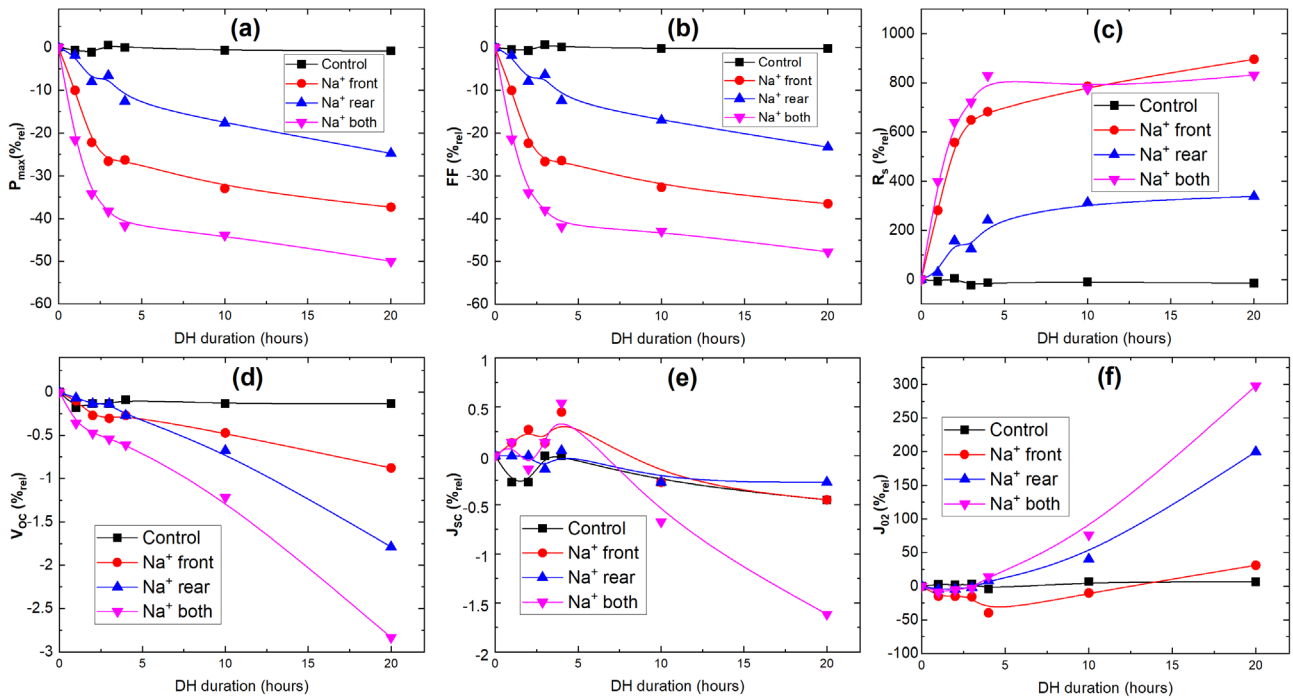 (a)
P_max(%_rel)
0
-10
-20
-30
-40
-50
-60
0 5 10 15 20
DH duration (hours)
Control
Na⁺ front
Na⁺ rear
Na⁺ both
(b)
FF (%_rel)
0
-10
-20
-30
-40
-50
-60
0 5 10 15 20
DH duration (hours)
Control
Na⁺ front
Na⁺ rear
Na⁺ both
(c)
R_s (%_rel)
1000
800
600
400
200
0
0 5 10 15 20
DH duration (hours)
Control
Na⁺ front
Na⁺ rear
Na⁺ both
(d)
V_OC (%_rel)
0
-0.5
-1
-1.5
-2
-2.5
-3
0 5 10 15 20
DH duration (hours)
Control
Na⁺ front
Na⁺ rear
Na⁺ both
(e)
J_SC (%_rel)
1
0.5
0
-0.5
-1
-1.5
-2
0 5 10 15 20
DH duration (hours)
Control
Na⁺ front
Na⁺ rear
Na⁺ both
(f)
J_02 (%_rel)
300
250
200
150
100
50
0
-50
-100
0 5 10 15 20
DH duration (hours)
Control
Na⁺ front
Na⁺ rear
Na⁺ both